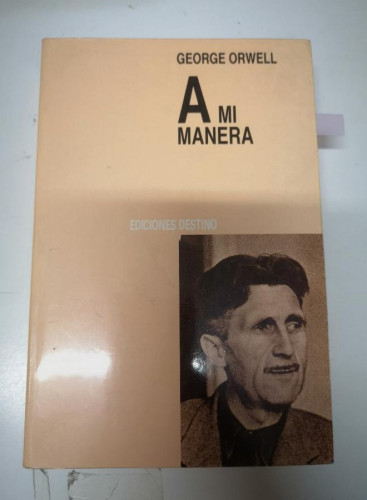 GEORGE ORWELL
A MI
MANERA
EDICIONES DESTINO